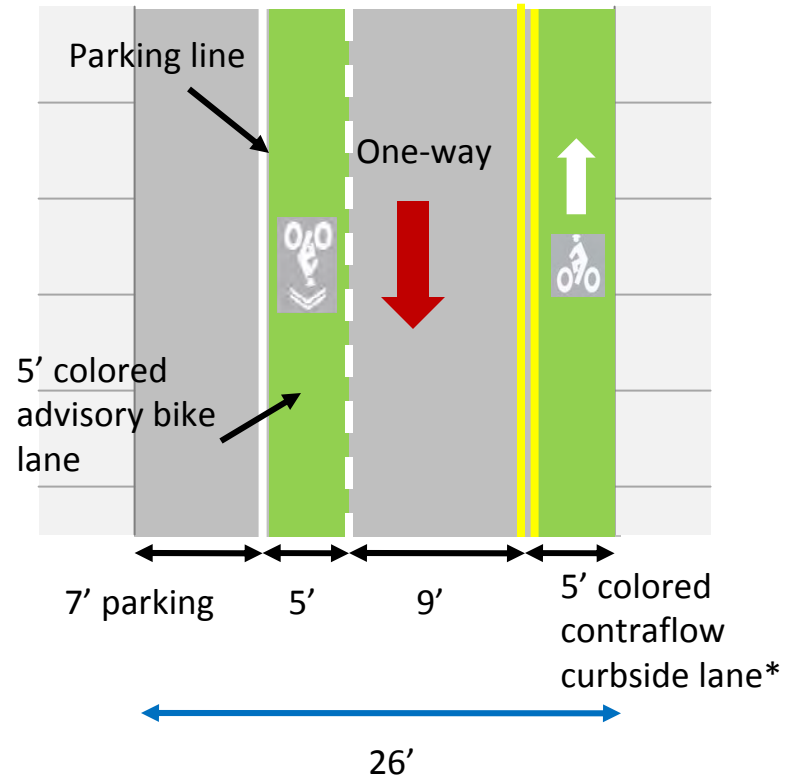 Parking line
One-way
5’ colored
advisory bike
lane
7’ parking
5’
9’
5’ colored
contraflow
curbside lane*
26’